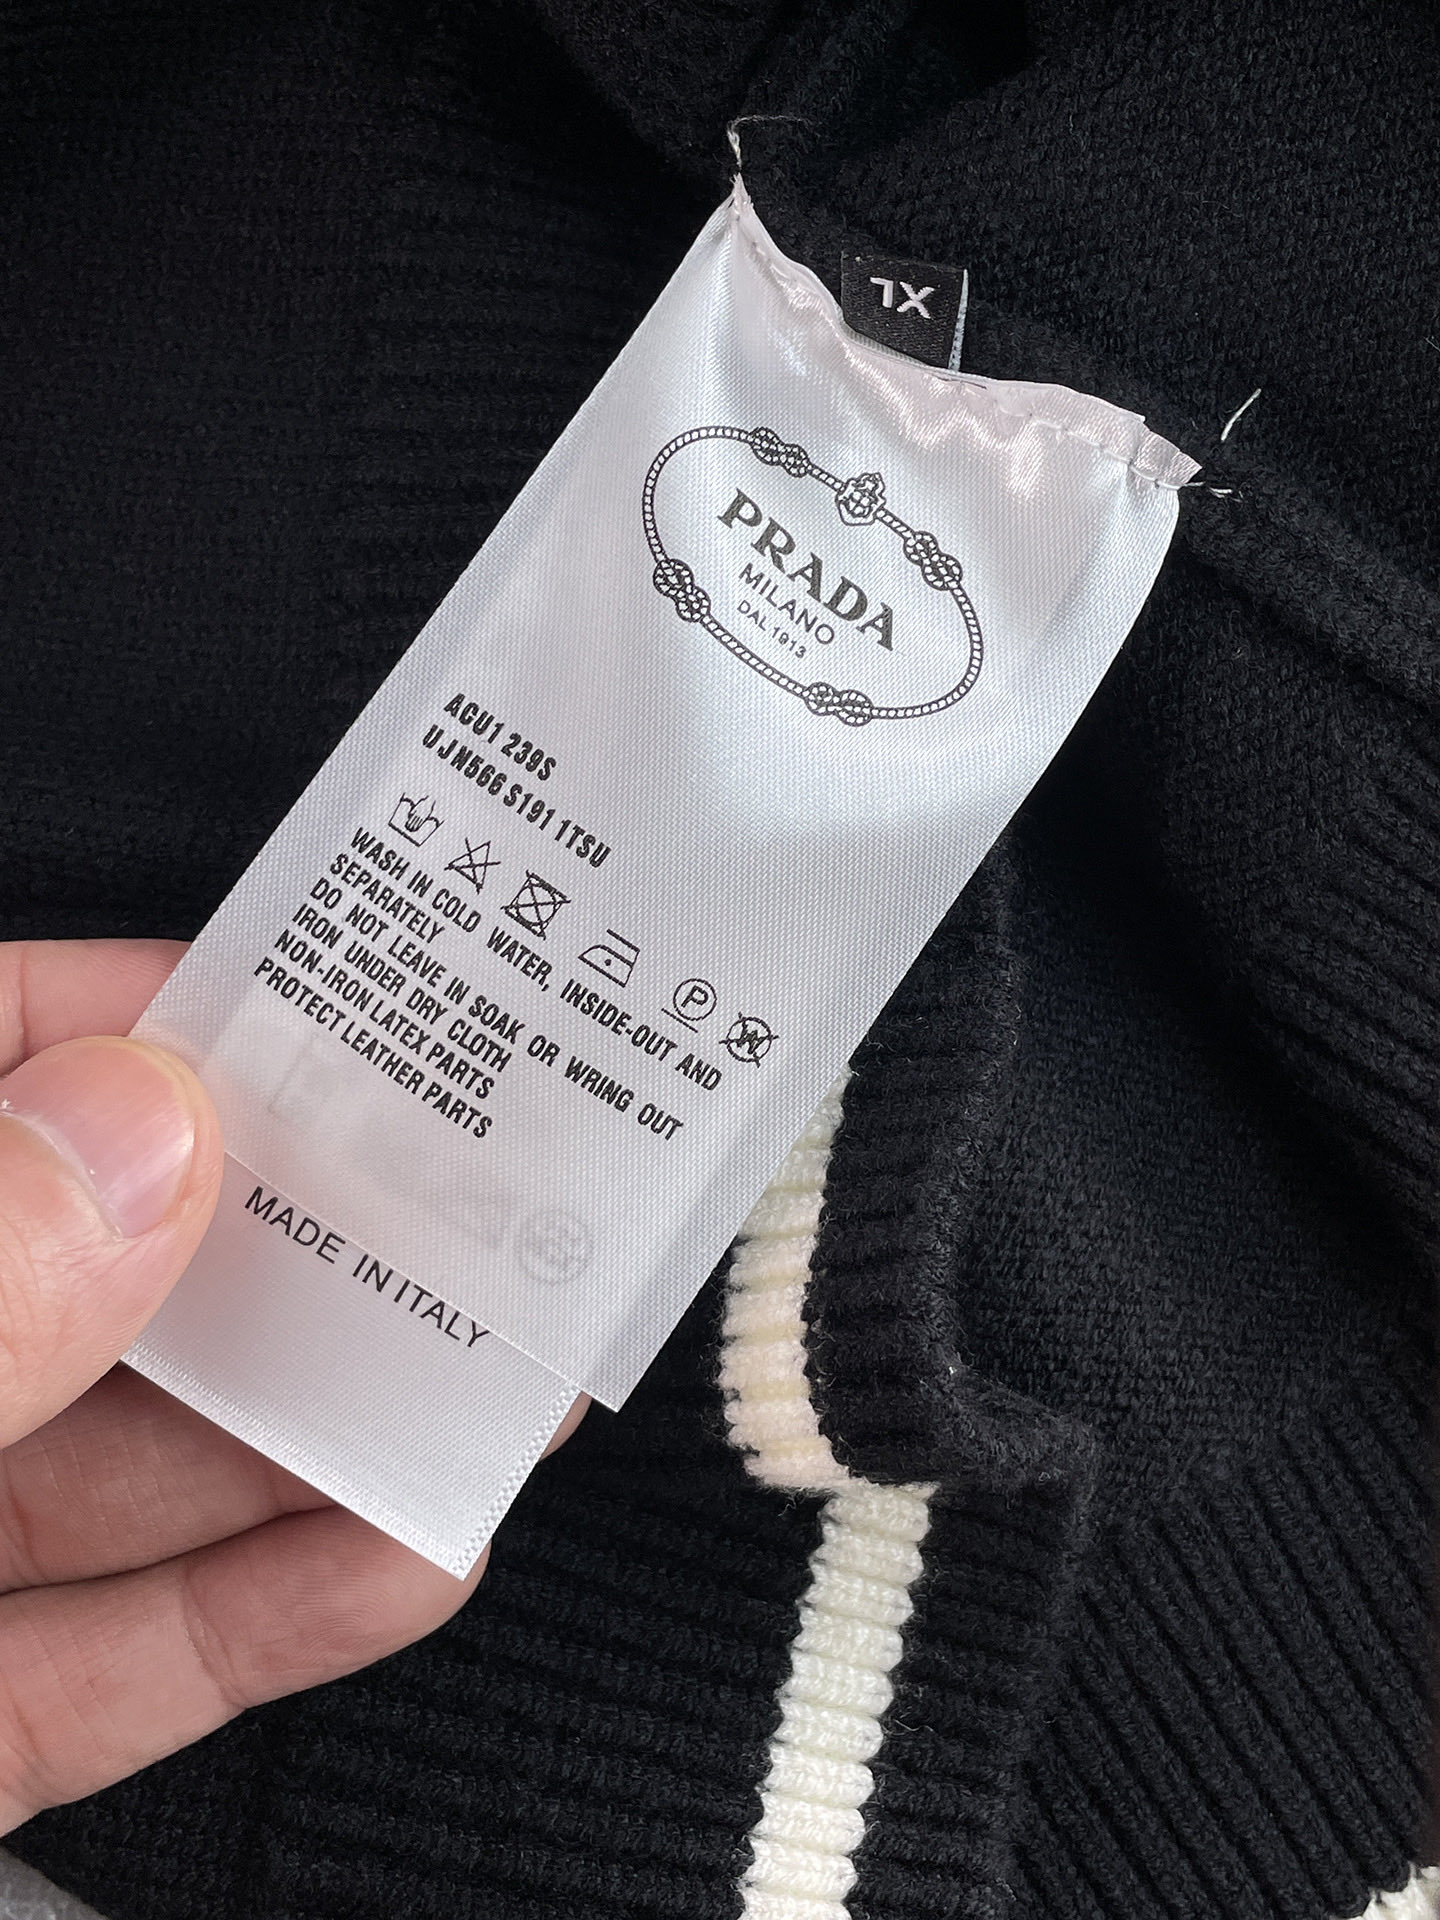 XL
PRADA
MILANO
DAL 1913
ACU1 239S
UJN566 S191 1TSU
P
W
WASH IN COLD WATER, INSIDE-OUT AND
SEPARATELY
DO NOT LEAVE IN SOAK OR WRING OUT
IRON UNDER DRY CLOTH
NON-IRON LATEX PARTS
PROTECT LEATHER PARTS
MADE IN ITALY